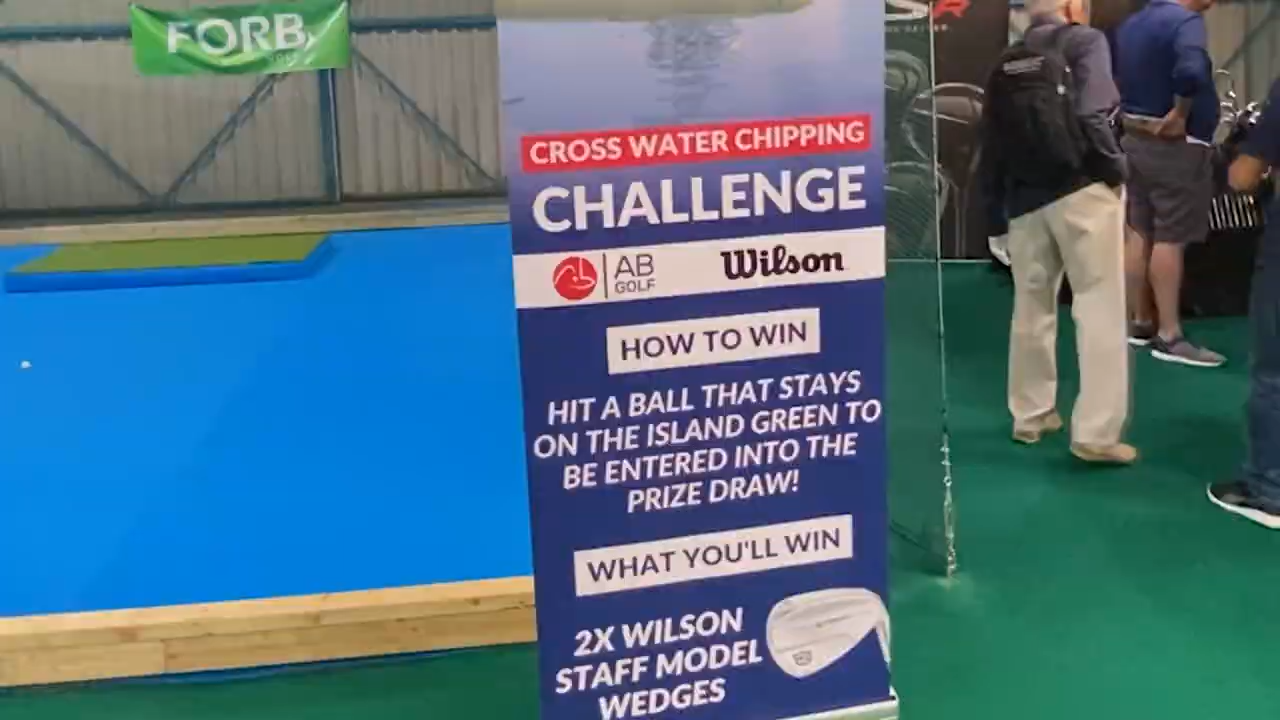 FORB
CROSS WATER CHIPPING
CHALLENGE
AB
GOLF
Wilson
HOW TO WIN
HIT A BALL THAT STAYS
ON THE ISLAND GREEN TO
BE ENTERED INTO THE
PRIZE DRAW!
WHAT YOU'LL WIN
2X WILSON
STAFF MODEL
WEDGES